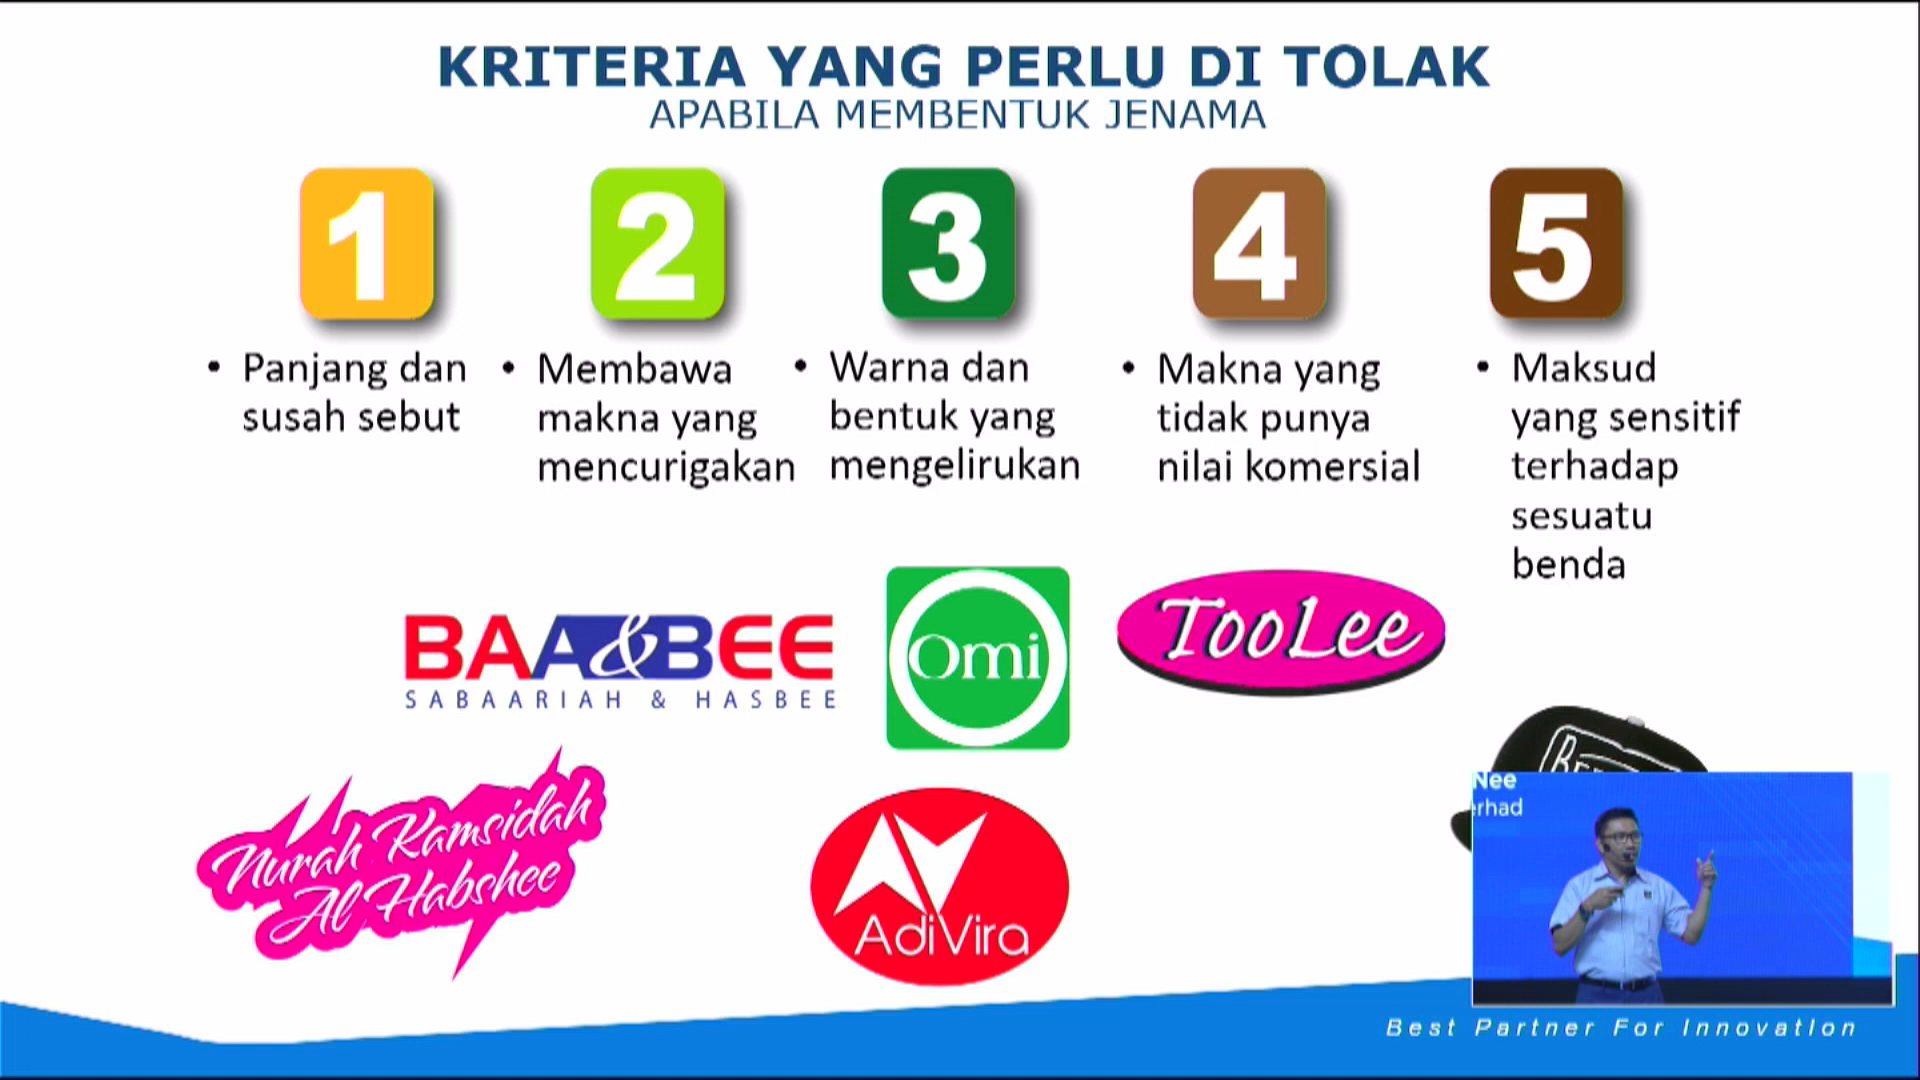 KRITERIA YANG PERLU DI TOLAK
APABILA MEMBENTUK JENAMA
1
2
3
4
5
• Panjang dan
susah sebut
• Membawa
makna yang
mencurigakan
• Warna dan
bentuk yang
mengelirukan
• Makna yang
tidak punya
nilai komersial
• Maksud
yang sensitif
terhadap
sesuatu
benda
BAA&BEE
SABAARIAH & HASBEE
Omi
TooLee
Nurah Kamsidah
Al Habshee
AdiVira
Nee
erhad
Best Partner For Innovation